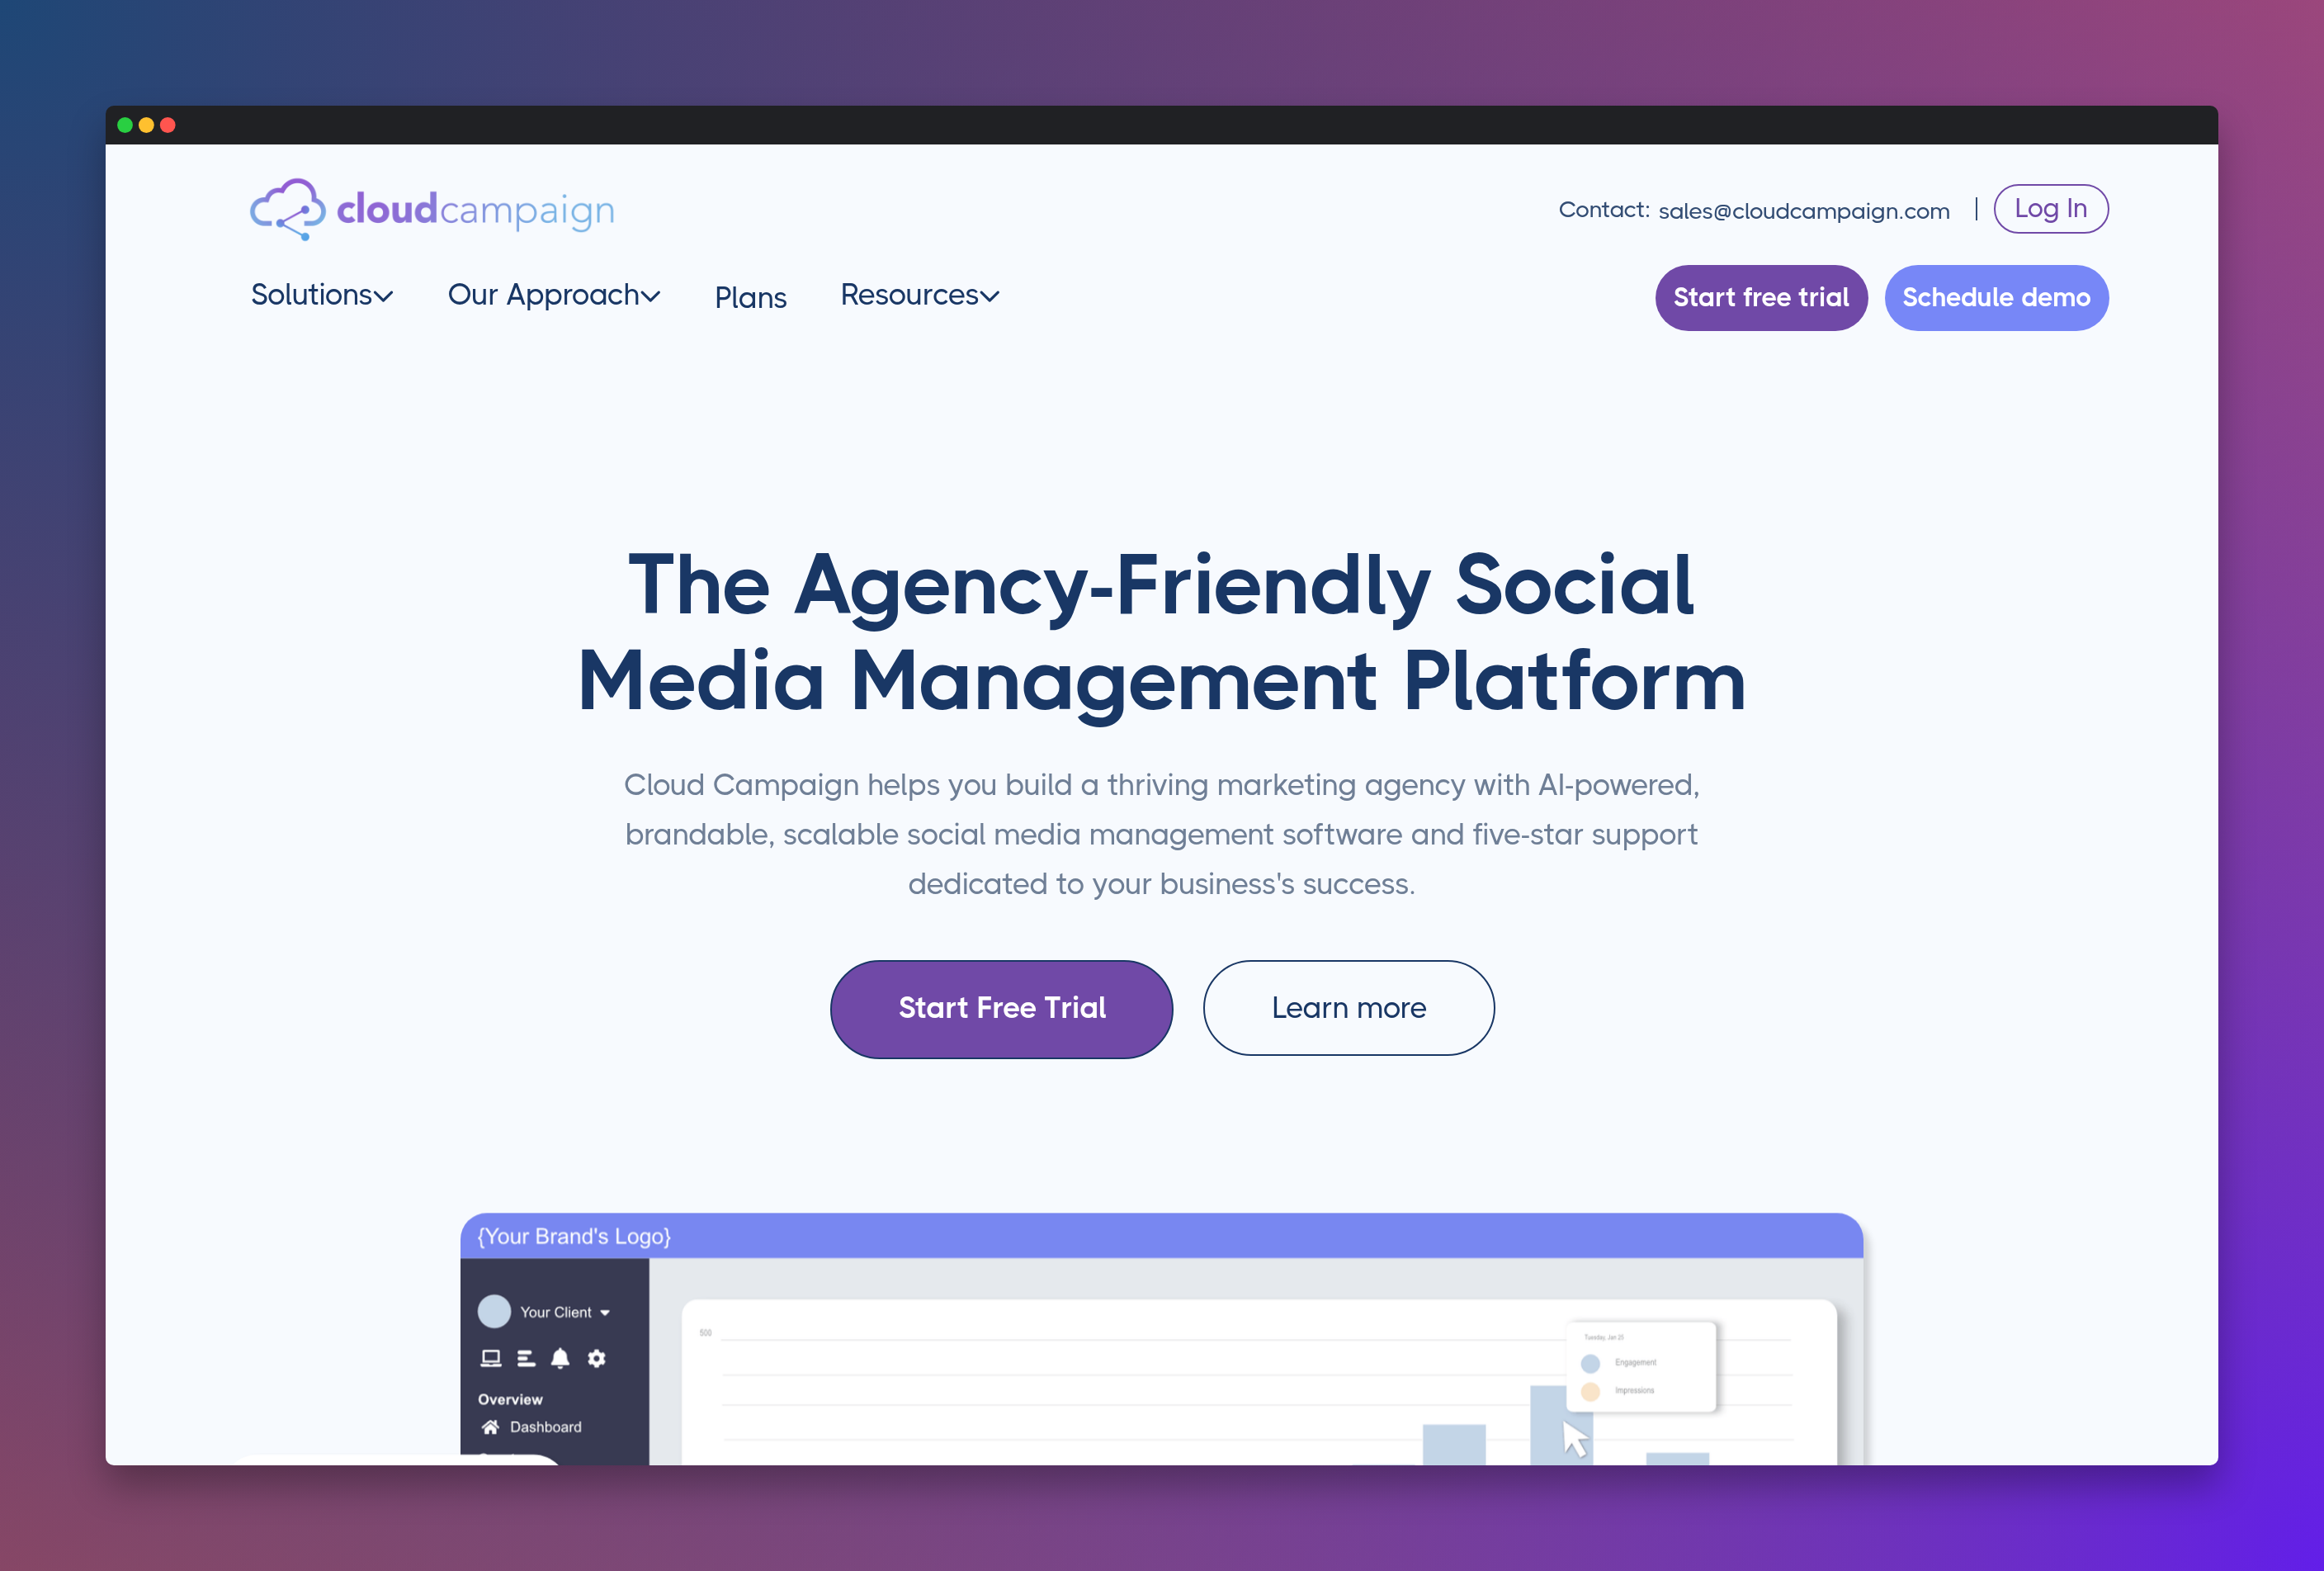 cloudcampaign
Contact: sales@cloudcampaign.com | Log In
Solutions Our Approach Plans Resources
Start free trial Schedule demo
The Agency-Friendly Social
Media Management Platform
Cloud Campaign helps you build a thriving marketing agency with AI-powered,
brandable, scalable social media management software and five-star support
dedicated to your business's success.
Start Free Trial Learn more
{Your Brand's Logo}
Your Client
Overview
Dashboard
500
Tuesday, Jan 25
Engagement
Impressions